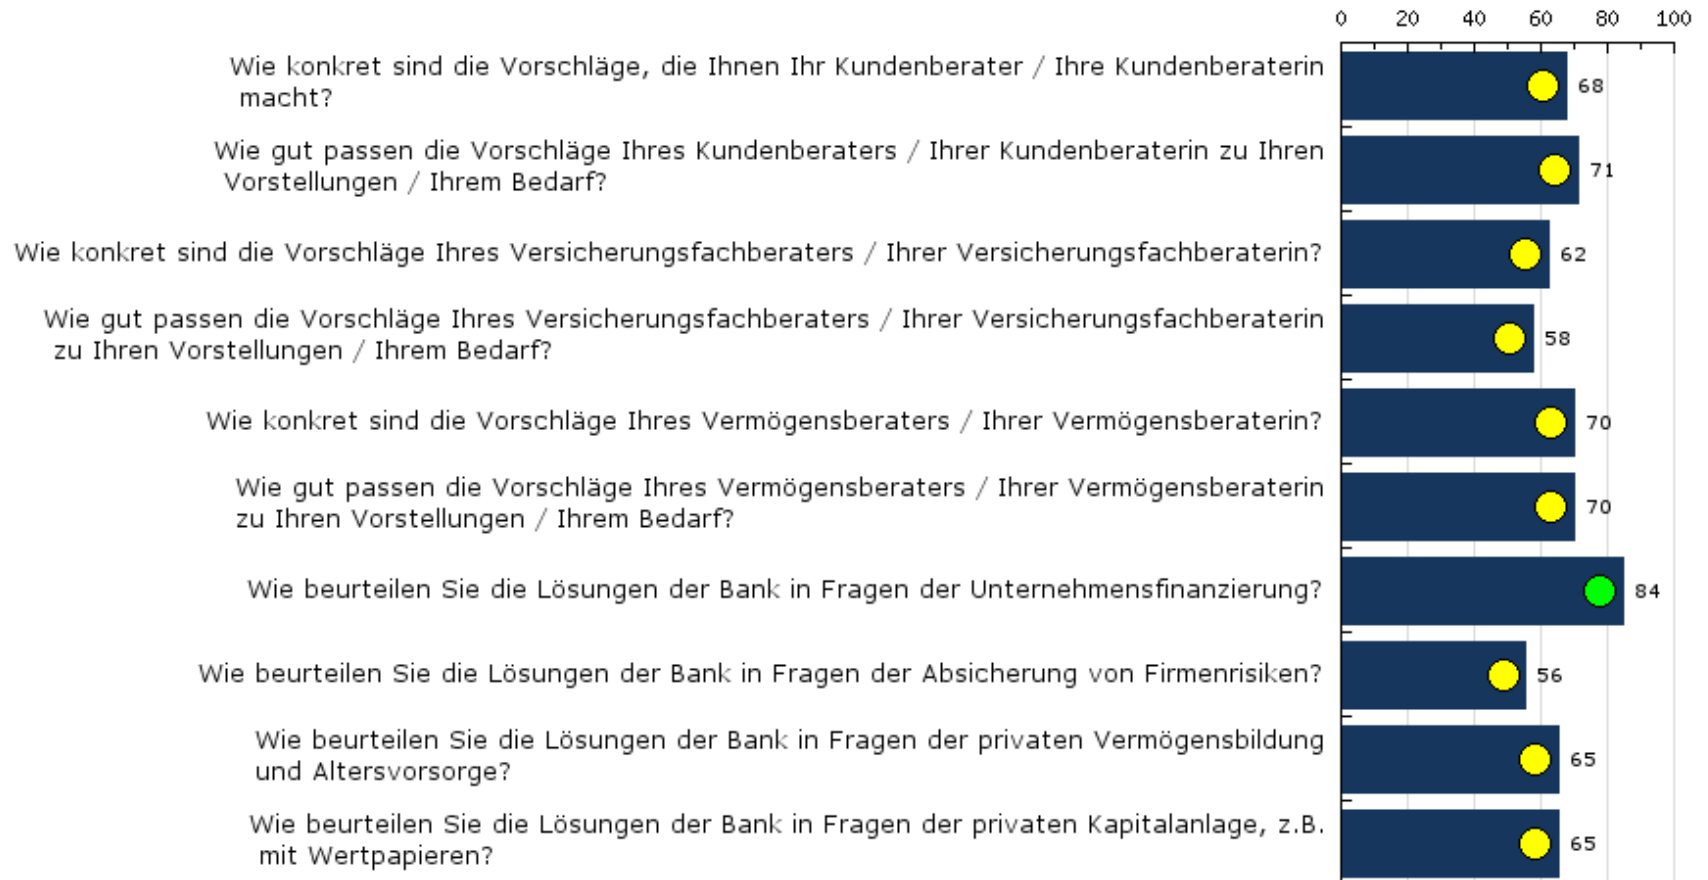 0 20 40 60 80 100
Wie konkret sind die Vorschläge, die Ihnen Ihr Kundenberater / Ihre Kundenberaterin
macht?
68
Wie gut passen die Vorschläge Ihres Kundenberaters / Ihrer Kundenberaterin zu Ihren
Vorstellungen / Ihrem Bedarf?
71
Wie konkret sind die Vorschläge Ihres Versicherungsfachberaters / Ihrer Versicherungsfachberaterin?
62
Wie gut passen die Vorschläge Ihres Versicherungsfachberaters / Ihrer Versicherungsfachberaterin
zu Ihren Vorstellungen / Ihrem Bedarf?
58
Wie konkret sind die Vorschläge Ihres Vermögensberaters / Ihrer Vermögensberaterin?
70
Wie gut passen die Vorschläge Ihres Vermögensberaters / Ihrer Vermögensberaterin
zu Ihren Vorstellungen / Ihrem Bedarf?
70
Wie beurteilen Sie die Lösungen der Bank in Fragen der Unternehmensfinanzierung?
84
Wie beurteilen Sie die Lösungen der Bank in Fragen der Absicherung von Firmenrisiken?
56
Wie beurteilen Sie die Lösungen der Bank in Fragen der privaten Vermögensbildung
und Altersvorsorge?
65
Wie beurteilen Sie die Lösungen der Bank in Fragen der privaten Kapitalanlage, z.B.
mit Wertpapieren?
65